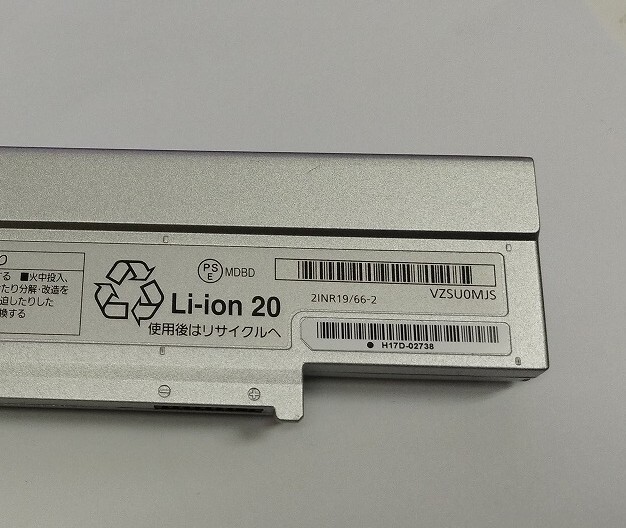 る ■火中投入、
たり分解・改造を
迫したりした
換する
PS
E
MDBD
Li-ion 20
使用後はリサイクルへ
2INR19/66-2
VZSU0MJS
● H17D-02738
⊖
⊕